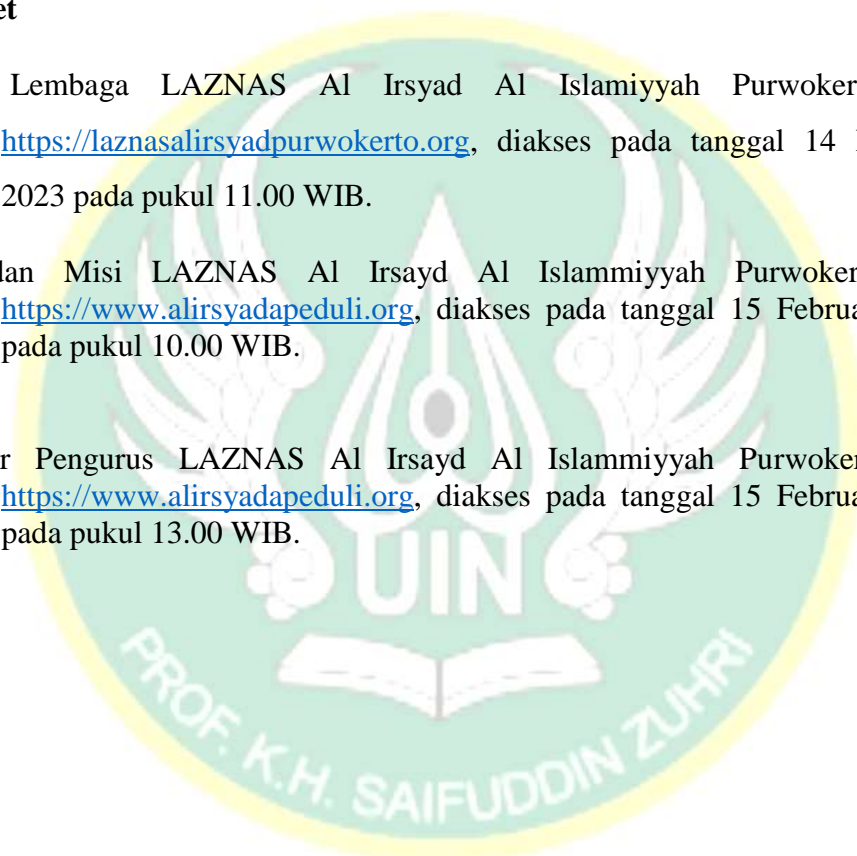 et
Lembaga LAZNAS Al Irsyad Al Islamiyyah Purwoker
https://laznasalirsyadpurwokerto.org, diakses pada tanggal 14
2023 pada pukul 11.00 WIB.
dan Misi LAZNAS Al Irsayd Al Islammiyyah Purwoker
https://www.alirsyadapeduli.org, diakses pada tanggal 15 Februa
pada pukul 10.00 WIB.
r Pengurus LAZNAS Al Irsayd Al Islammiyyah Purwoker
https://www.alirsyadapeduli.org, diakses pada tanggal 15 Februa
pada pukul 13.00 WIB.
UIN
PROF. K.H. SAIFUDDIN ZUHRI